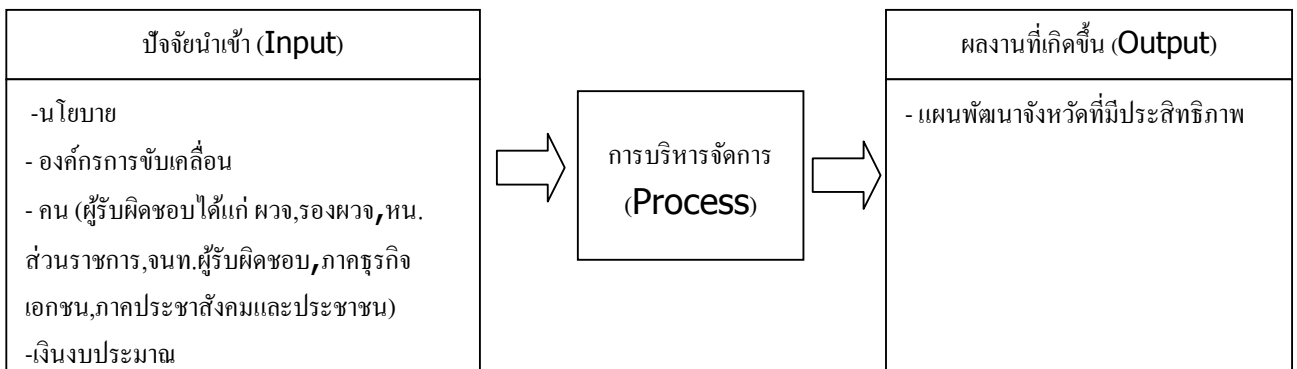 ปัจจัยนำเข้า (Input)
-นโยบาย
- องค์กรการขับเคลื่อน
- คน (ผู้รับผิดชอบได้แก่ ผวจ,รองผวจ,หน.
ส่วนราชการ,จนท.ผู้รับผิดชอบ,ภาคธุรกิจ
เอกชน,ภาคประชาสังคมและประชาชน)
-เงินงบประมาณ
การบริหารจัดการ
(Process)
ผลงานที่เกิดขึ้น (Output)
- แผนพัฒนาจังหวัดที่มีประสิทธิภาพ